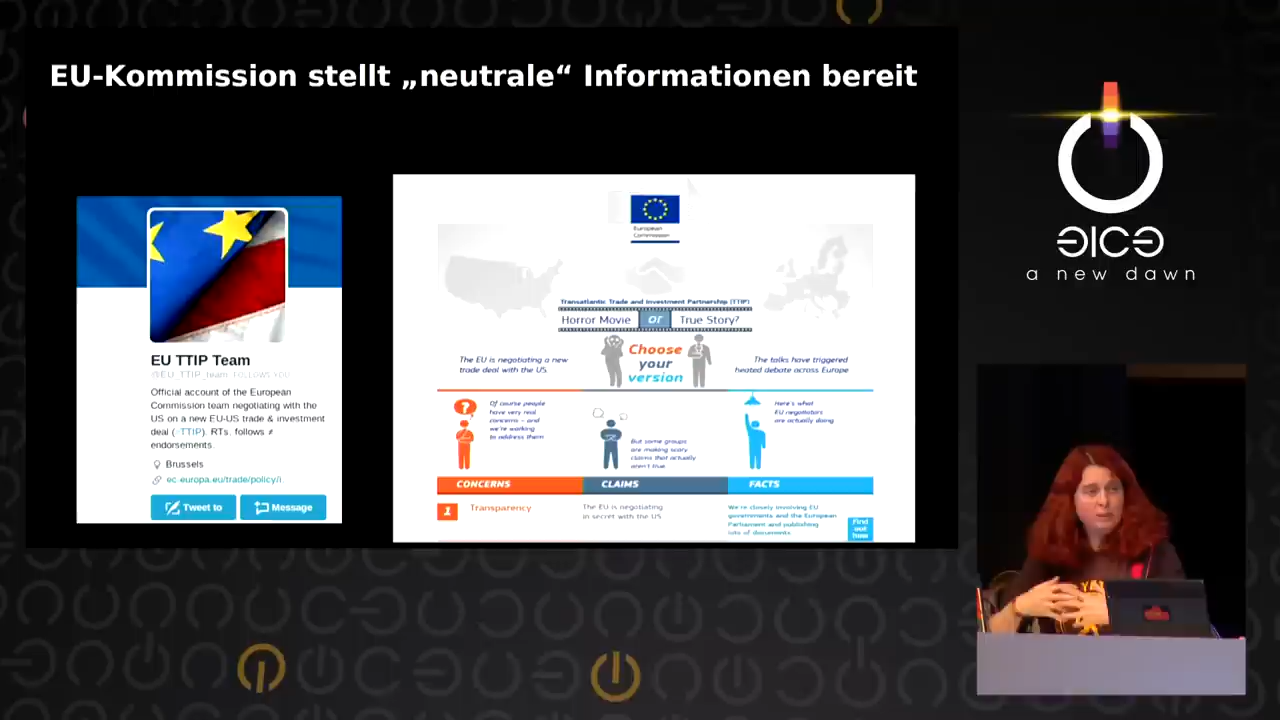 EU-Kommission stellt „neutrale“ Informationen bereit
EU TTIP Team
@EU_TTIP_team FOLLOWS YOU
Official account of the European
Commission team negotiating with the
US on a new EU-US trade & investment
deal (#TTIP). RTs, follows ≠
endorsements.
Brussels
ec.europa.eu/trade/policy/i
Tweet to
Message
European
Commission
Transatlantic Trade and Investment Partnership (TTIP)
Horror Movie or True Story?
Choose
your
version
The EU is negotiating a new
trade deal with the US
The talks have triggered
heated debate across Europe
?
Of course people
have very real
concerns - and
we're working
to address them
But some groups
are making scary
claims that actually
aren't true
Here's what
EU negotiators
are actually doing
CONCERNS
CLAIMS
FACTS
1
Transparency
The EU is negotiating
in secret with the US
We're closely involving EU
governments and the European
Parliament and publishing
lots of documents
Find
out
how
a new dawn